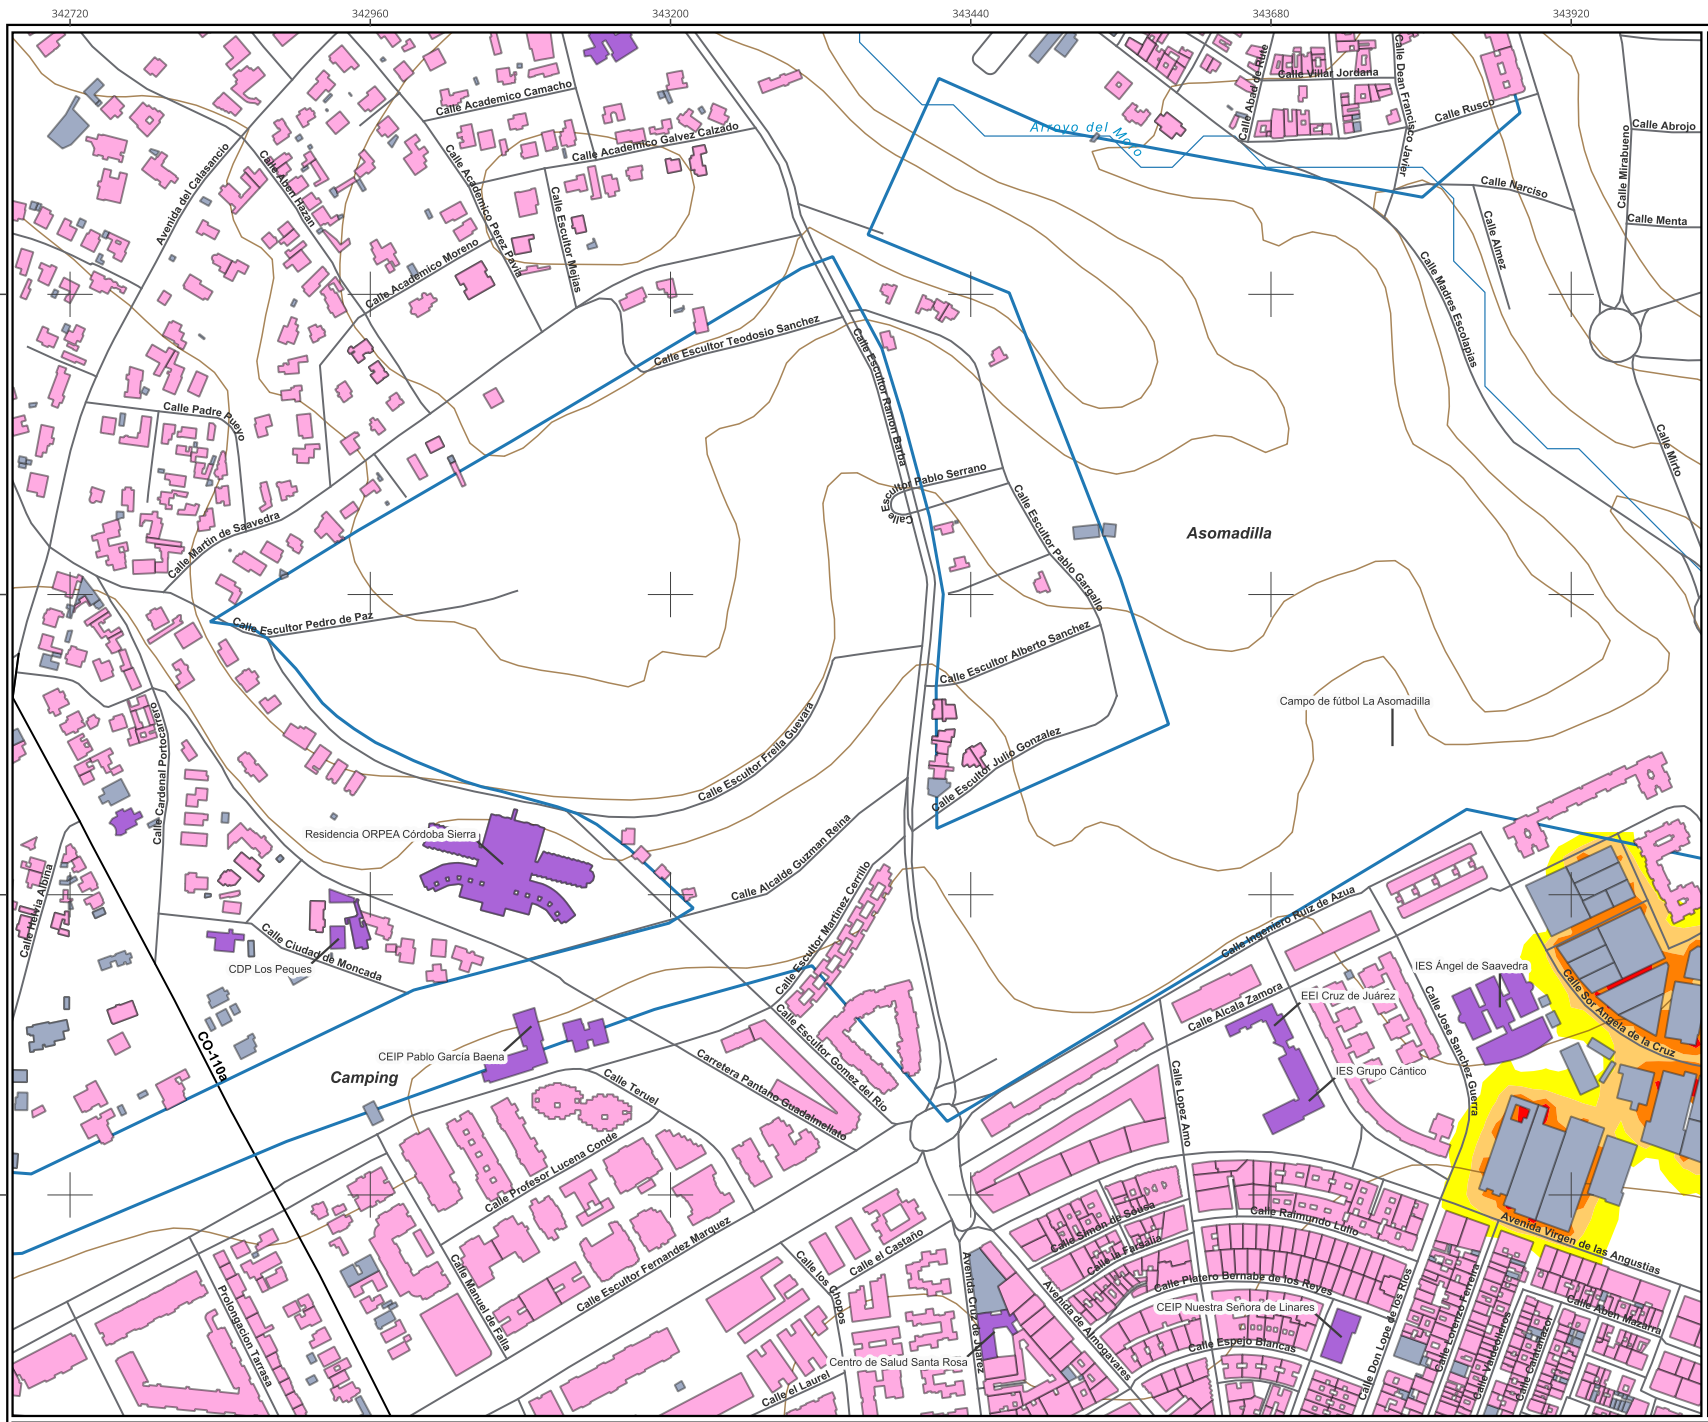 342720
342960
343200
343440
343680
343920
Calle Academico Camacho
Calle Academico Galvez Calzado
Avenida del Calasancio
Calle Aben Hazan
Calle Academico Perez Pavia
Calle Escultor Mejias
Calle Academico Moreno
Arroyo del Moro
Calle Abad de Rute
Calle Villar Jordana
Calle Dean Francisco Javier
Calle Rusco
Calle Abrojo
Calle Mirabueno
Calle Narciso
Calle Menta
Calle Almez
Calle Madres Escolapias
Calle Escultor Teodosio Sanchez
Calle Escultor Ramon Barba
Calle Padre Pueyo
Calle Mirto
Calle Escultor Pablo Serrano
Calle Martin de Saavedra
Calle Escultor Pablo Gargallo
Asomadilla
Calle Escultor Pedro de Paz
Calle Escultor Alberto Sanchez
Campo de fútbol La Asomadilla
Calle Cardenal Portocarrero
Calle Escultor Freila Guevara
Calle Escultor Julio Gonzalez
Residencia ORPEA Córdoba Sierra
Calle Alcalde Guzman Reina
Calle Escultor Martinez Cerrillo
Calle Helvia Albina
Calle Ciudad de Moncada
CDP Los Peques
Calle Ingeniero Ruiz de Azua
IES Ángel de Saavedra
Calle Sor Angela de la Cruz
EEI Cruz de Juárez
Calle Alcala Zamora
Calle Jose Sanchez Guerra
CO-110a
CEIP Pablo García Baena
Camping
Calle Escultor Gomez del Rio
Carretera Pantano Guadalmellato
Calle Teruel
Calle Lopez Amo
IES Grupo Cántico
Calle Profesor Lucena Conde
Calle Escultor Fernandez Marquez
Calle Simon de Sousa
Calle Raimundo Lulio
Avenida Virgen de las Angustias
Calle la Farsalia
Calle el Castaño
Calle Manuel de Falla
Calle los Chopos
Avenida Cruz de Juarez
Avenida de Almogavares
Calle Platero Bernabe de los Reyes
CEIP Nuestra Señora de Linares
Calle Espejo Blancas
Calle Don Lope de los Rios
Calle Lorenzo Ferreira
Calle Valdeolleros
Calle Calatañazor
Calle Aben Mazarra
Prolongacion Tarrasa
Centro de Salud Santa Rosa
Calle el Laurel